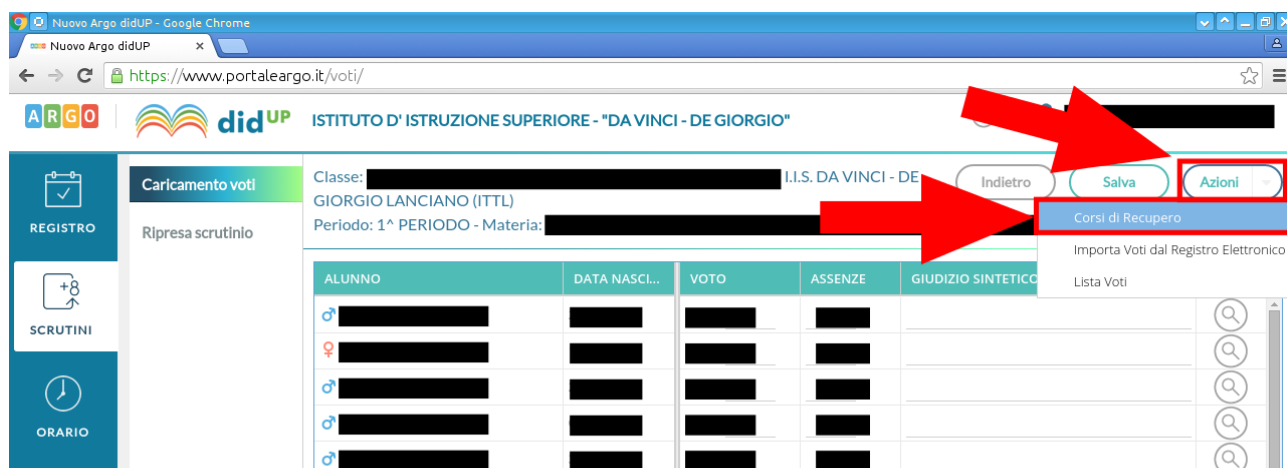 Nuovo Argo didUP - Google Chrome
Nuovo Argo didUP x
https://www.portaleargo.it/voti/
ARGO didUP ISTITUTO D' ISTRUZIONE SUPERIORE - "DA VINCI - DE GIORGIO"
REGISTRO
SCRUTINI
+8
ORARIO
Caricamento voti
Ripresa scrutinio
Classe: I.I.S. DA VINCI - DE
GIORGIO LANCIANO (ITTL)
Periodo: 1^ PERIODO - Materia:
Indietro Salva Azioni
Corsi di Recupero
Importa Voti dal Registro Elettronico
Lista Voti
ALUNNO DATA NASCI... VOTO ASSENZE GIUDIZIO SINTETICO